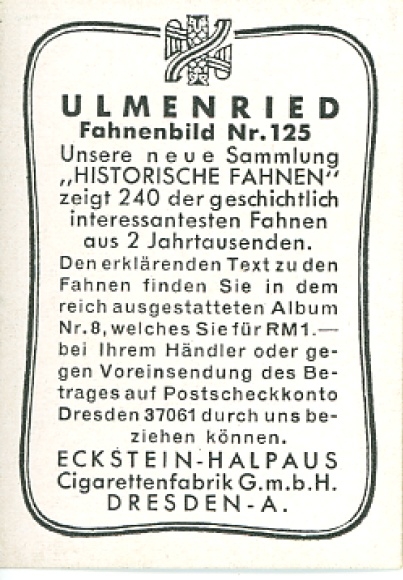 ULMENRIED
Fahnenbild Nr. 125
Unsere neue Sammlung
„HISTORISCHE FAHNEN"
zeigt 240 der geschichtlich
interessantesten Fahnen
aus 2 Jahrtausenden.
Den erklärenden Text zu den
Fahnen finden Sie in dem
reich ausgestatteten Album
Nr. 8, welches Sie für RM 1.—
bei Ihrem Händler oder ge-
gen Voreinsendung des Be-
trages auf Postscheckkonto
Dresden 37061 durch uns be-
ziehen können.
ECKSTEIN-HALPAUS
Cigarettenfabrik G.m.b.H.
DRESDEN-A.